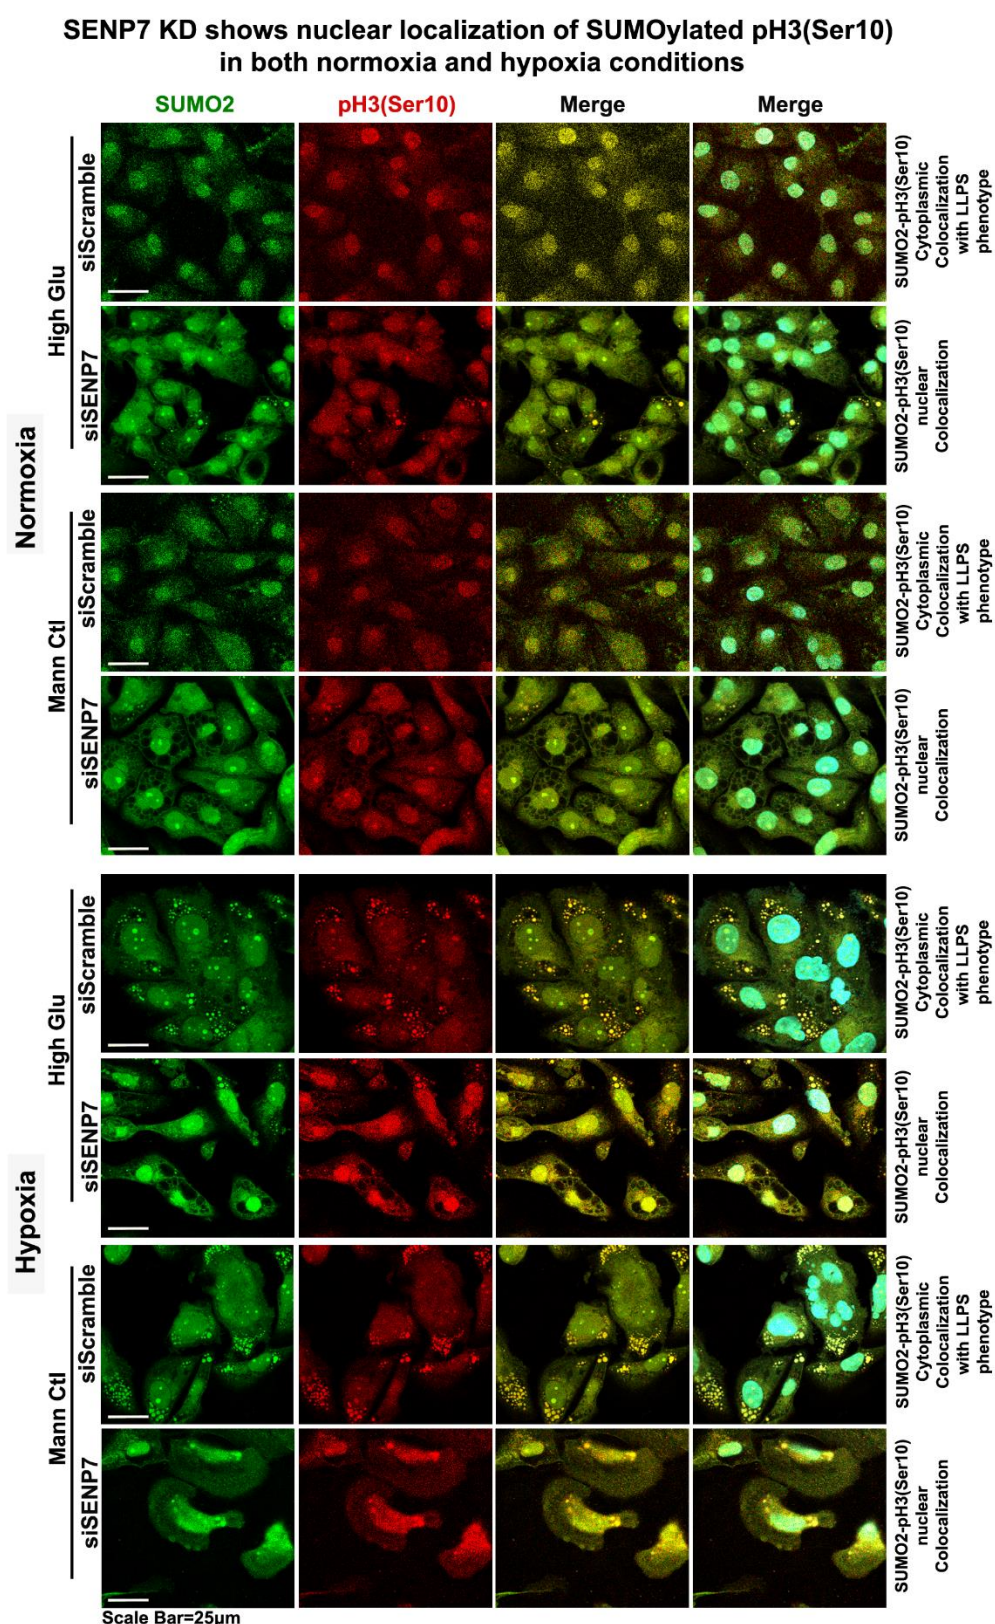 SENP7 KD shows nuclear localization of SUMOylated pH3(Ser10)
in both normoxia and hypoxia conditions
SUMO2
pH3(Ser10)
Merge
Merge
Normoxia
High Glu
siScramble
SUMO2-pH3(Ser10)
Cytoplasmic
Colocalization
with LLPS
phenotype
siSENP7
SUMO2-pH3(Ser10)
nuclear
Colocalization
Mann Ctl
siScramble
SUMO2-pH3(Ser10)
Cytoplasmic
Colocalization
with LLPS
phenotype
siSENP7
SUMO2-pH3(Ser10)
nuclear
Colocalization
Hypoxia
High Glu
siScramble
SUMO2-pH3(Ser10)
Cytoplasmic
Colocalization
with LLPS
phenotype
siSENP7
SUMO2-pH3(Ser10)
nuclear
Colocalization
Mann Ctl
siScramble
SUMO2-pH3(Ser10)
Cytoplasmic
Colocalization
with LLPS
phenotype
siSENP7
SUMO2-pH3(Ser10)
nuclear
Colocalization
Scale Bar=25μm